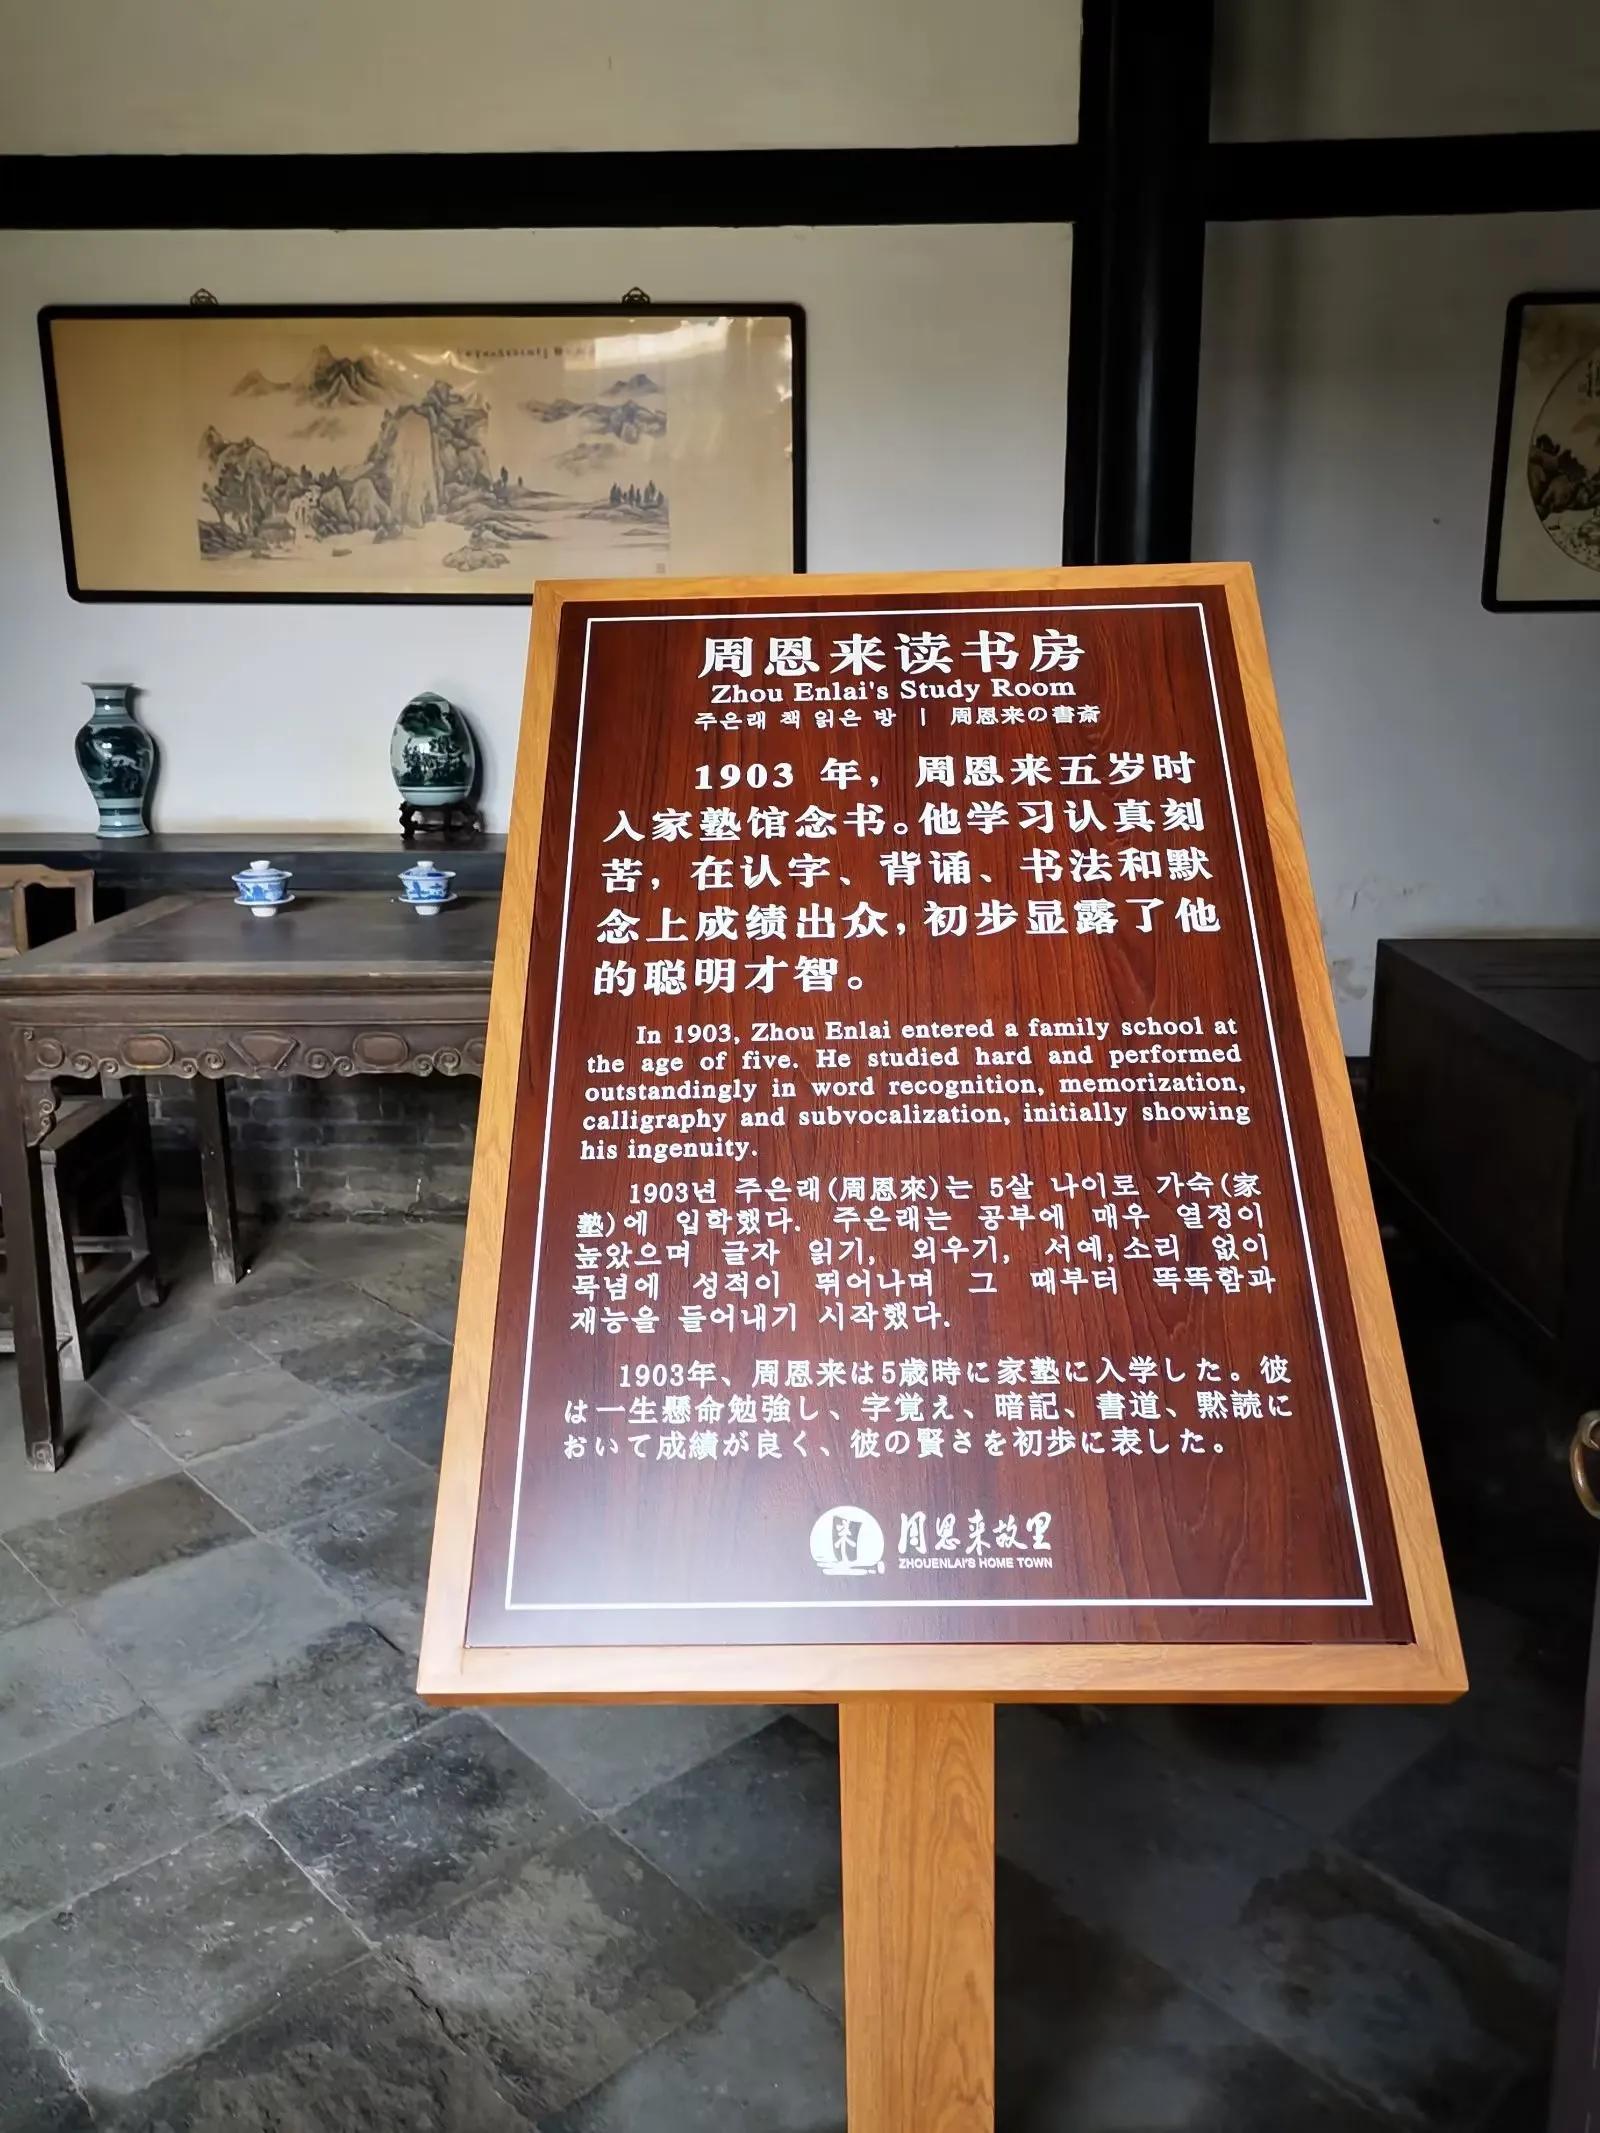 周恩来读书房
Zhou Enlai's Study Room
주은래 책 읽은 방 | 周恩来の書斎
1903 年，周恩来五岁时
入家塾馆念书。他学习认真刻
苦，在认字、背诵、书法和默
念上成绩出众，初步显露了他
的聪明才智。
In 1903, Zhou Enlai entered a family school at
the age of five. He studied hard and performed
outstandingly in word recognition, memorization,
calligraphy and subvocalization, initially showing
his ingenuity.
1903년 주은래(周恩來)는 5살 나이로 가숙(家
塾)에 입학했다. 주은래는 공부에 매우 열정이
높았으며 글자 읽기, 외우기, 서예,소리 없이
묵념에 성적이 뛰어나며 그 때부터 똑똑함과
재능을 들어내기 시작했다.
1903年、周恩来は5歳時に家塾に入学した。彼
は一生懸命勉強し、字覚え、暗記、書道、黙読に
おいて成績が良く、彼の賢さを初歩に表した。
周恩来故里
ZHOUENLAI'S HOME TOWN